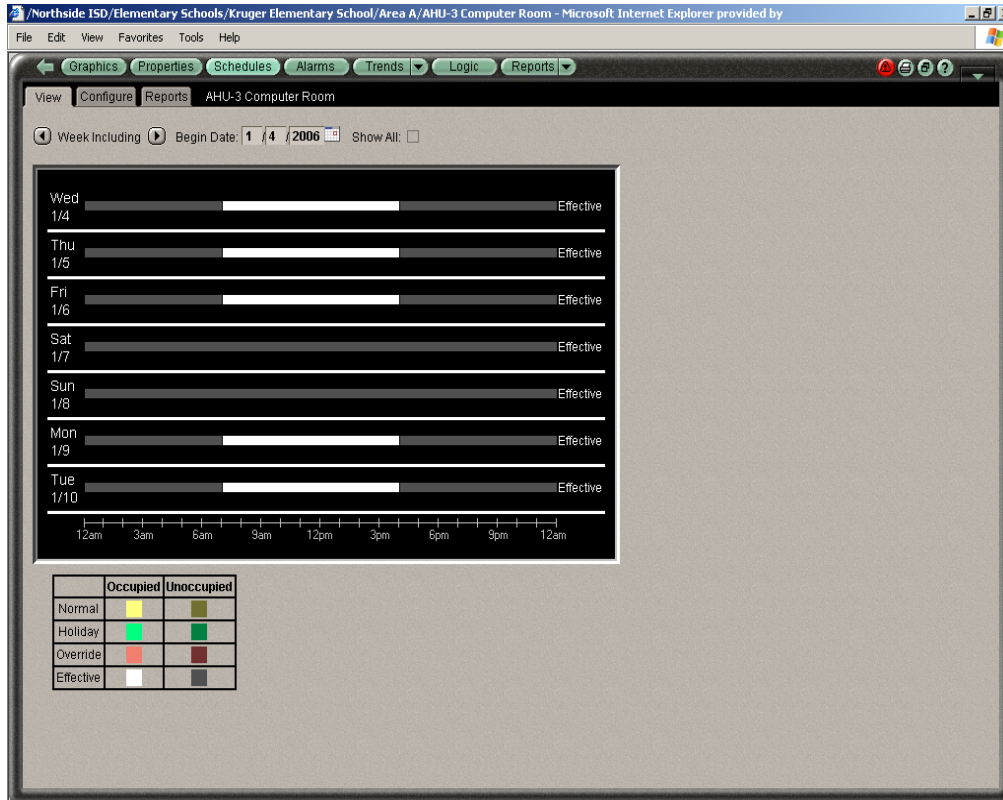 /Northside ISD/Elementary Schools/Kruger Elementary School/Area A/AHU-3 Computer Room - Microsoft Internet Explorer provided by
File Edit View Favorites Tools Help
Graphics Properties Schedules Alarms Trends Logic Reports
View Configure Reports AHU-3 Computer Room
Week Including Begin Date: 1 / 4 / 2006 Show All:
Wed
1/4
Effective
Thu
1/5
Effective
Fri
1/6
Effective
Sat
1/7
Effective
Sun
1/8
Effective
Mon
1/9
Effective
Tue
1/10
Effective
12am 3am 6am 9am 12pm 3pm 6pm 9pm 12am
Occupied Unoccupied
Normal
Holiday
Override
Effective